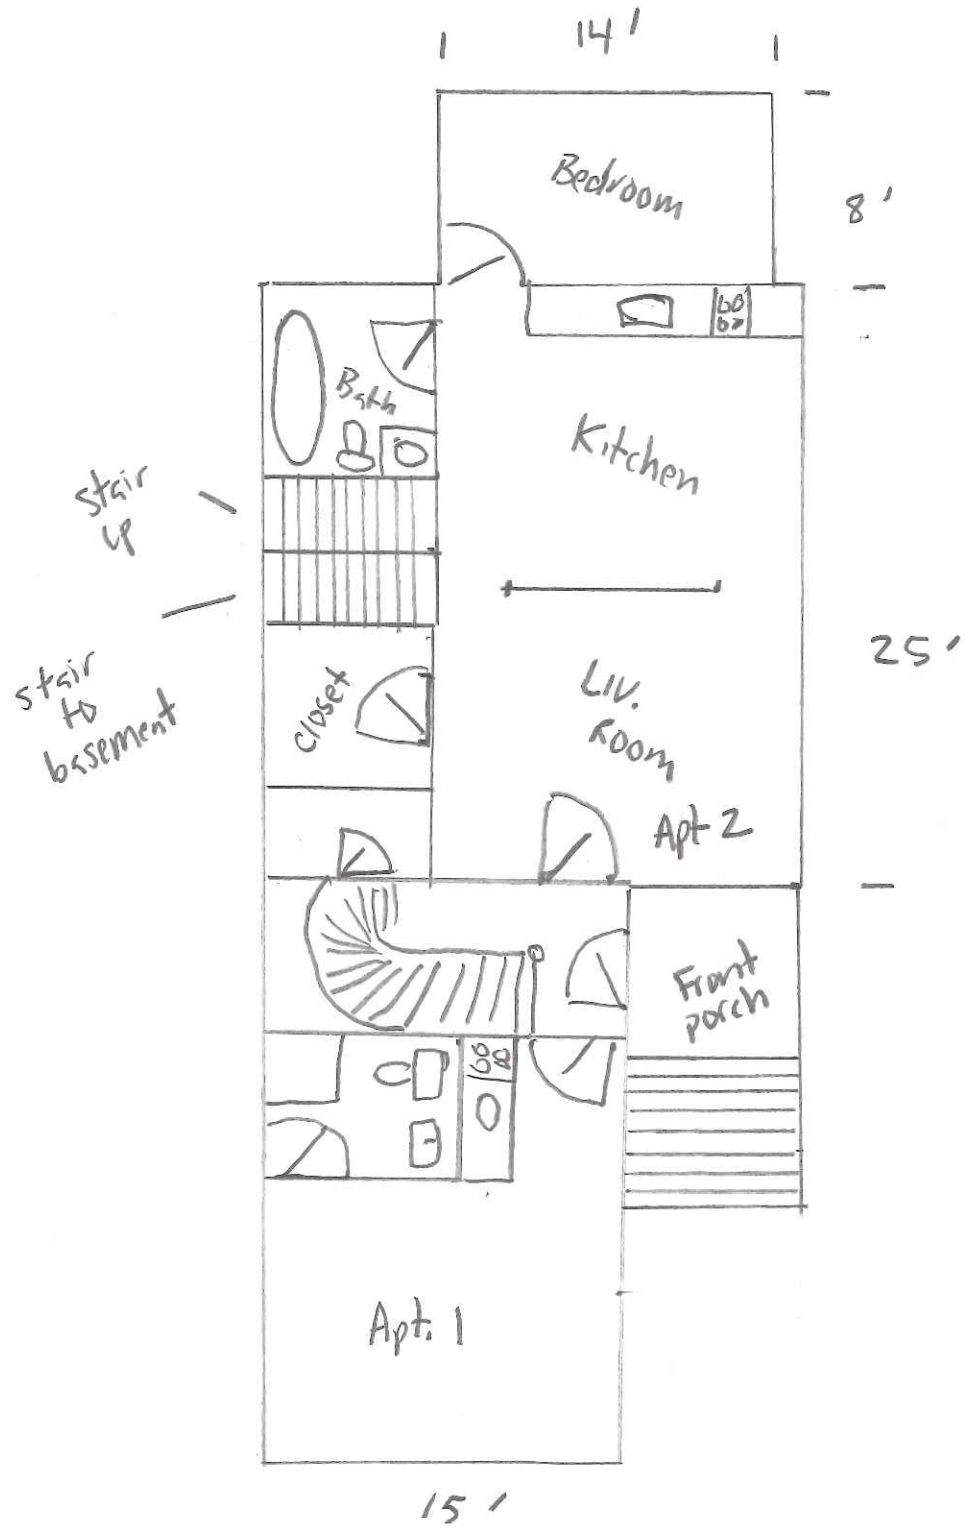 14'
Bedroom
8'
Bath
Kitchen
stair
up
25'
stair
to
basement
Closet
Liv.
Room
Apt 2
Front
porch
Apt. 1
15'